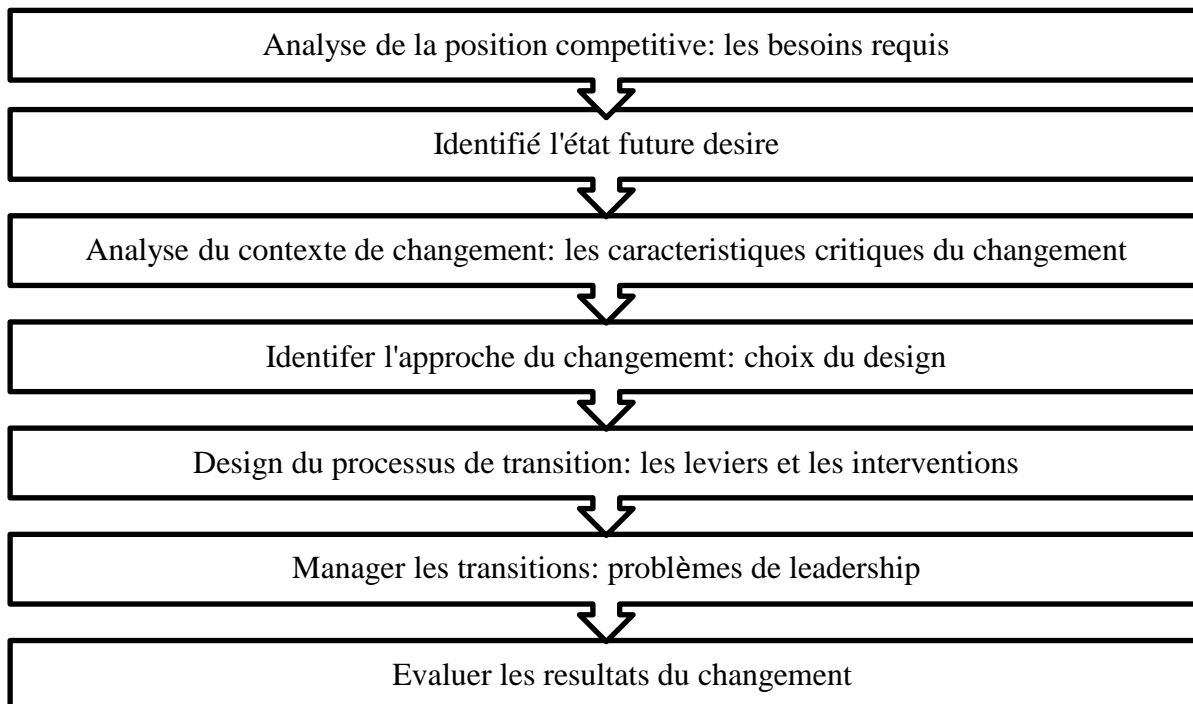 Analyse de la position competitive: les besoins requis
Identifié l'état future desire
Analyse du contexte de changement: les caracteristiques critiques du changement
Identifer l'approche du changememt: choix du design
Design du processus de transition: les leviers et les interventions
Manager les transitions: problèmes de leadership
Evaluer les resultats du changement